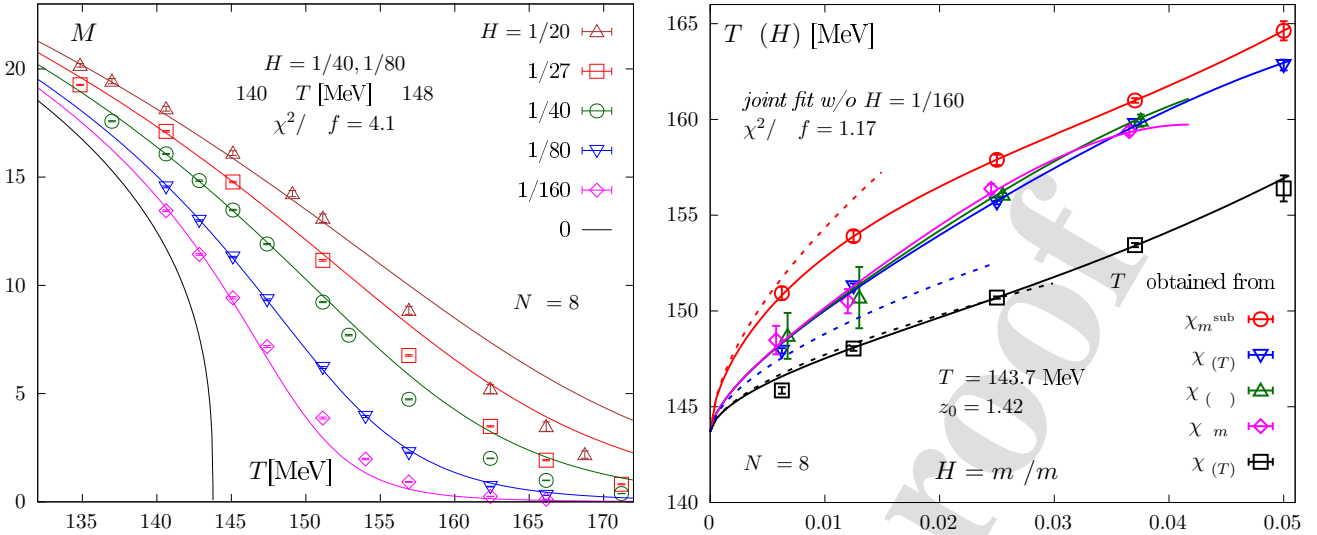 M
H = 1/20
1/27
1/40
1/80
1/160
0
H = 1/40, 1/80
140 T [MeV] 148
χ²/ f = 4.1
N = 8
T [MeV]
0
5
10
15
20
135 140 145 150 155 160 165 170
T (H) [MeV]
joint fit w/o H = 1/160
χ²/ f = 1.17
T obtained from
χ_m^sub
χ (T)
χ ( )
χ m
χ (T)
T = 143.7 MeV
z₀ = 1.42
N = 8
H = m /m
140
145
150
155
160
165
0 0.01 0.02 0.03 0.04 0.05
roof